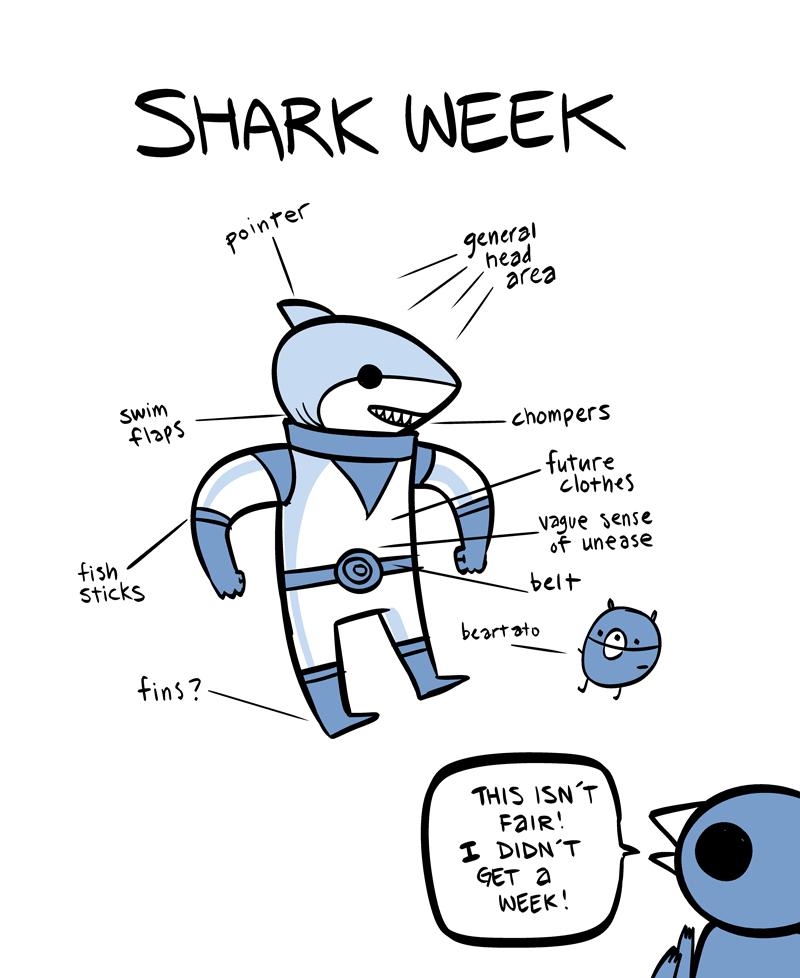 SHARK WEEK
pointer
general
head
area
swim
flaps
chompers
future
clothes
vague sense
of unease
fish
sticks
belt
beartato
fins?
THIS ISN'T
FAIR!
I DIDN'T
GET A
WEEK!